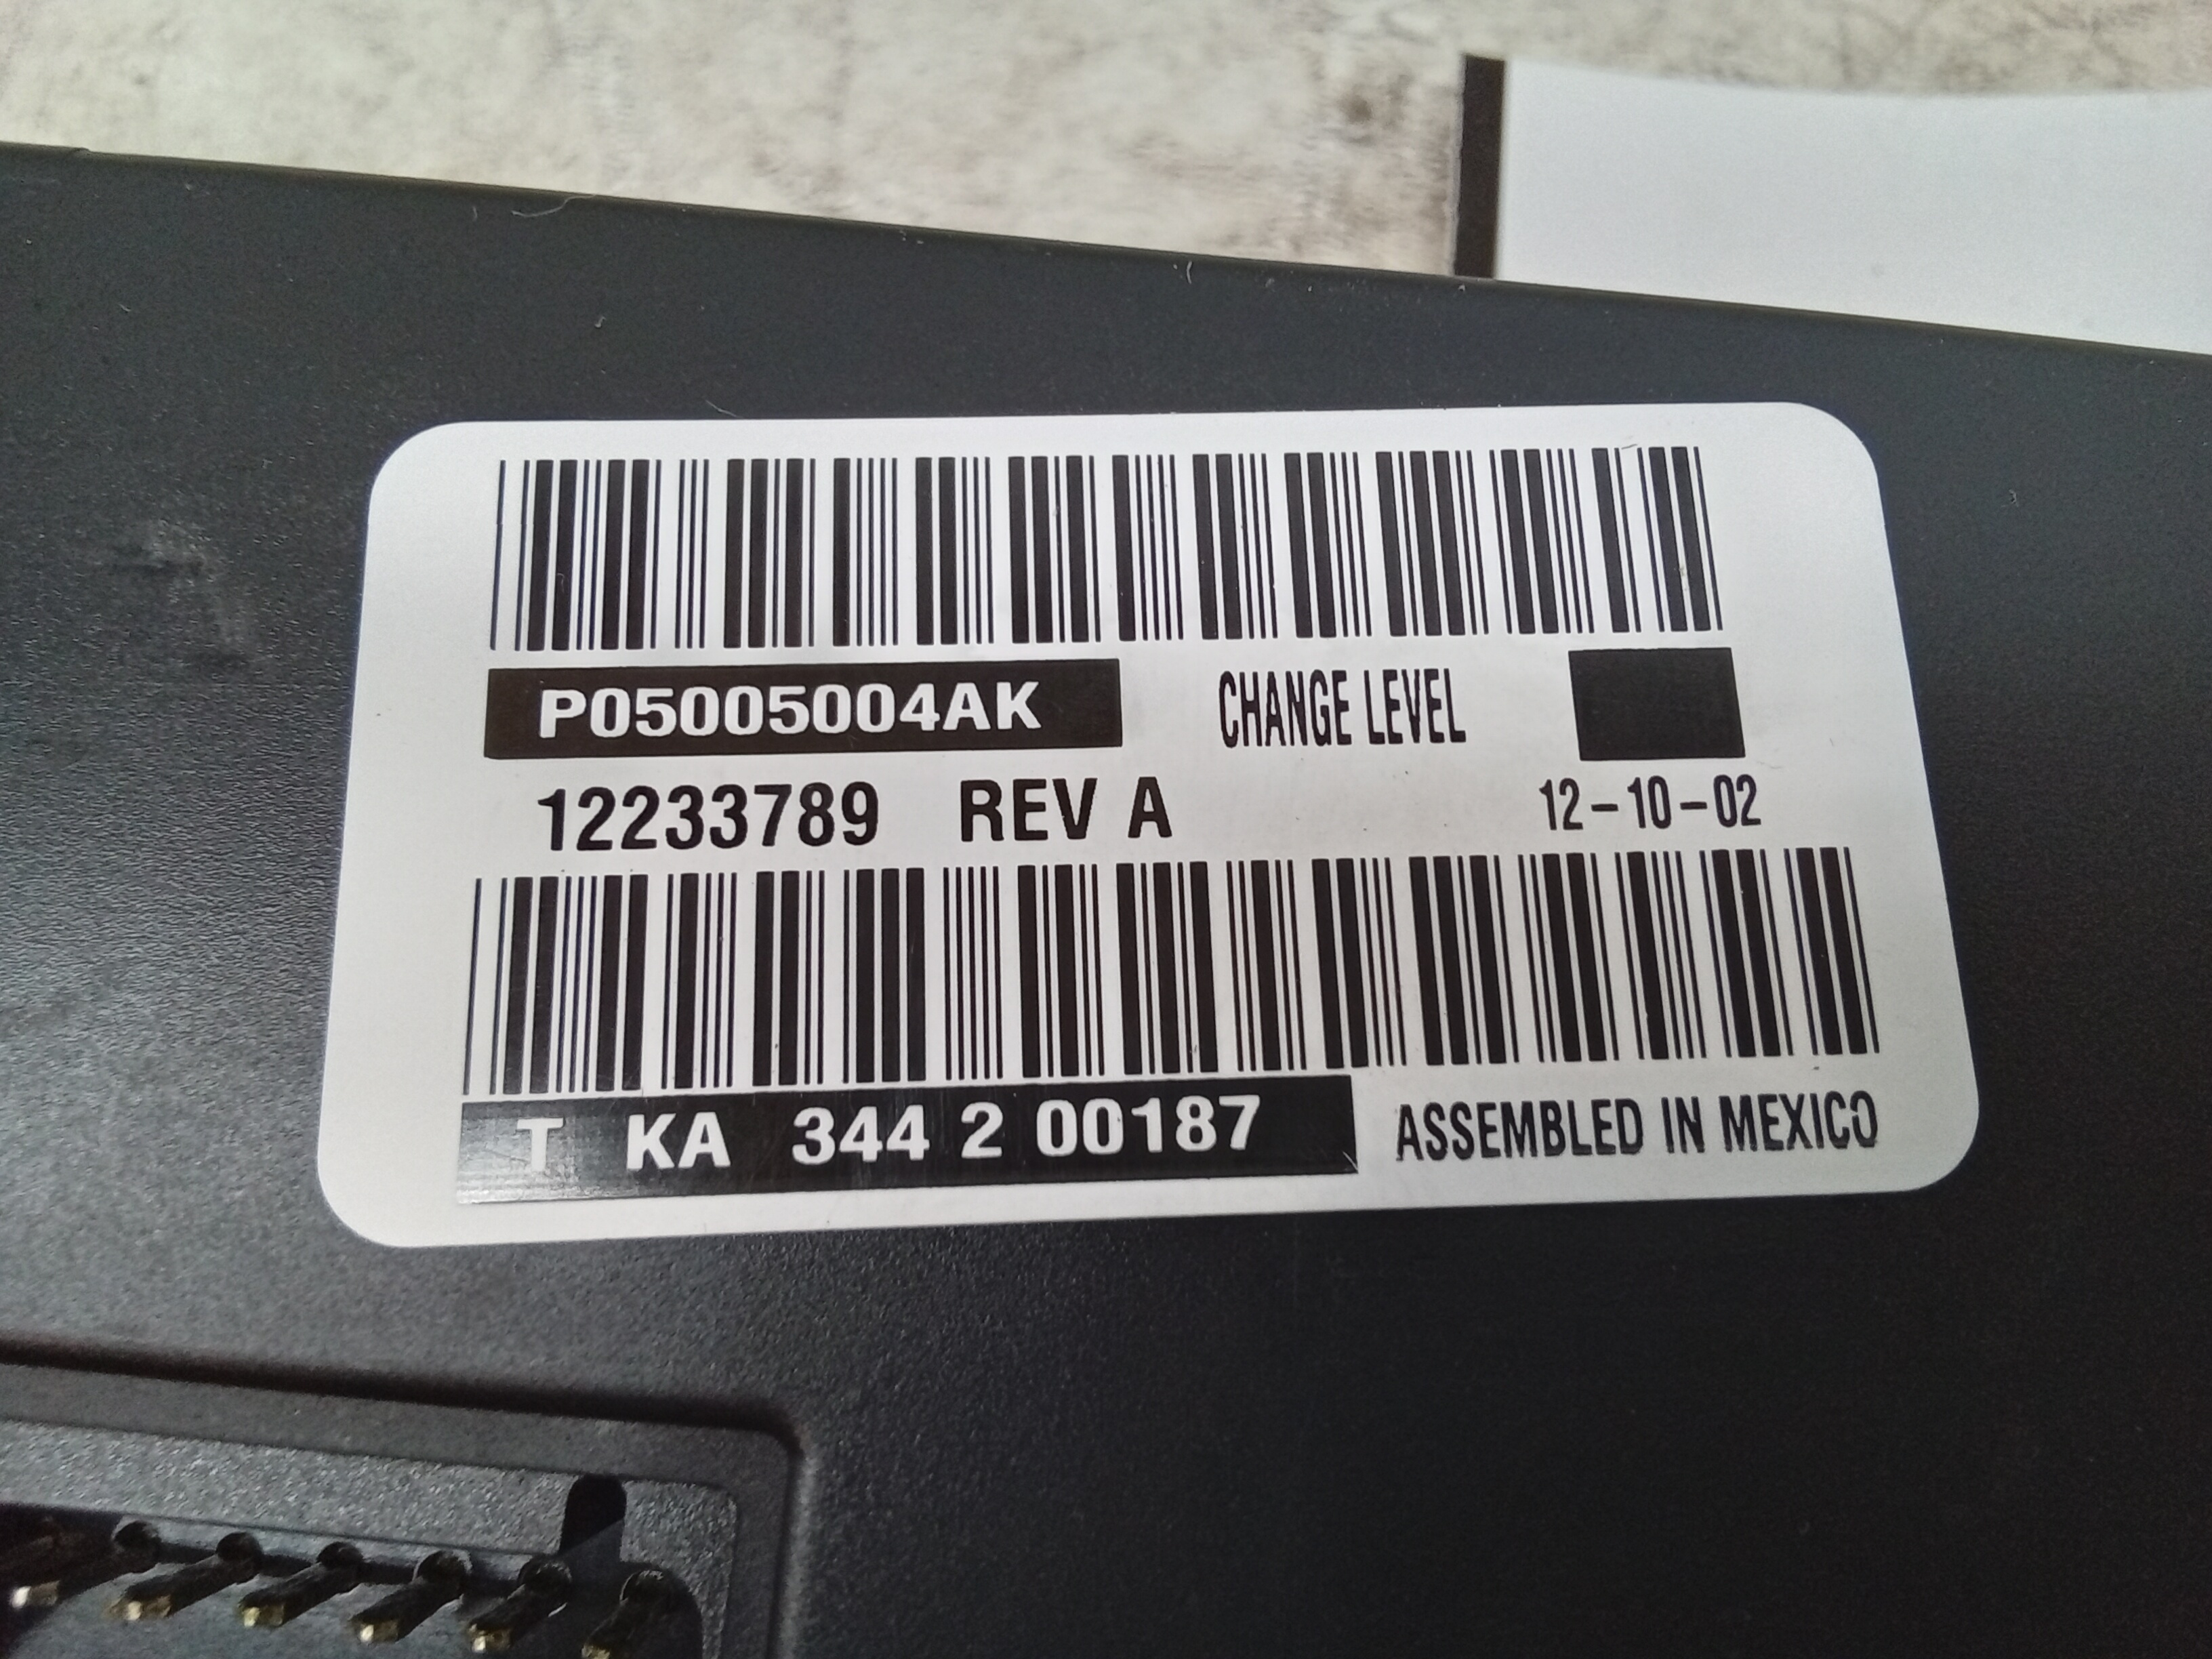 P05005004AK CHANGE LEVEL
12233789 REV A 12-10-02
T KA 344 2 00187 ASSEMBLED IN MEXICO